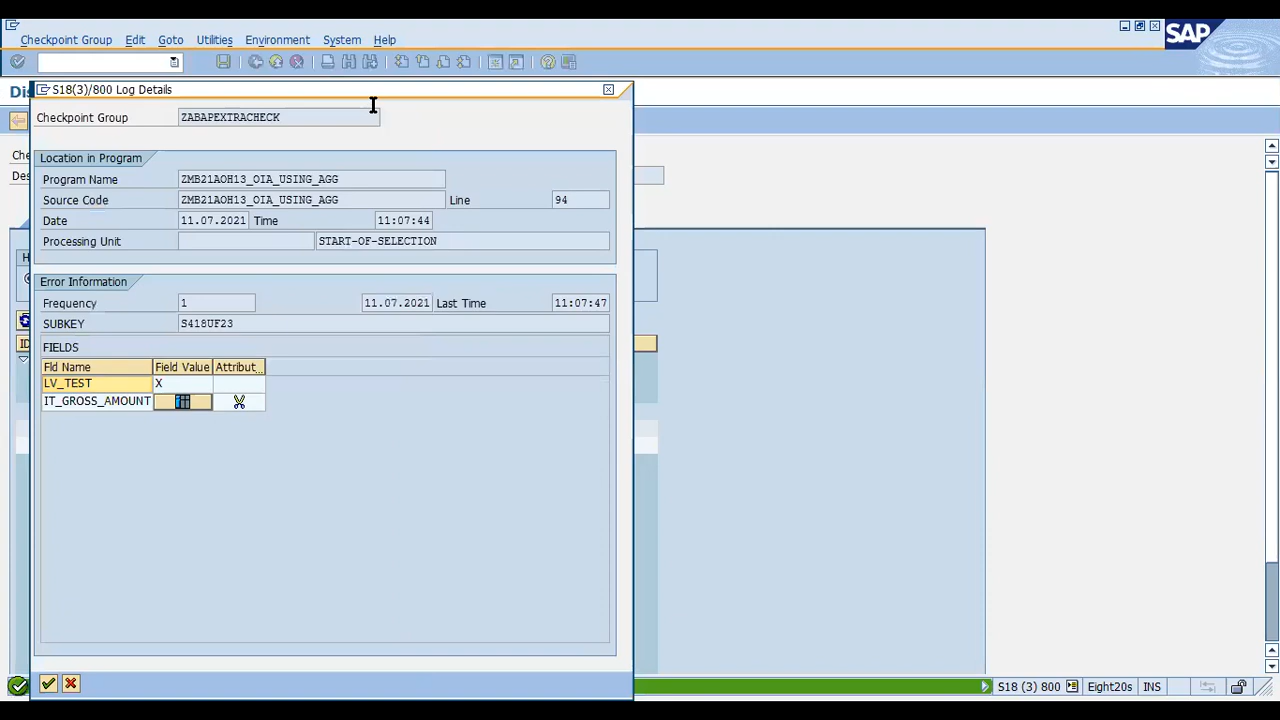 Checkpoint Group Edit Goto Utilities Environment System Help
SAP
S18(3)/800 Log Details
Checkpoint Group ZABAPEXTRACHECK
Location in Program
Program Name ZMB21AOH13_OIA_USING_AGG
Source Code ZMB21AOH13_OIA_USING_AGG Line 94
Date 11.07.2021 Time 11:07:44
Processing Unit START-OF-SELECTION
Error Information
Frequency 1 11.07.2021 Last Time 11:07:47
SUBKEY S418UF23
FIELDS
Fld Name Field Value Attribut...
LV_TEST X
IT_GROSS_AMOUNT
S18 (3) 800 Eight20s INS